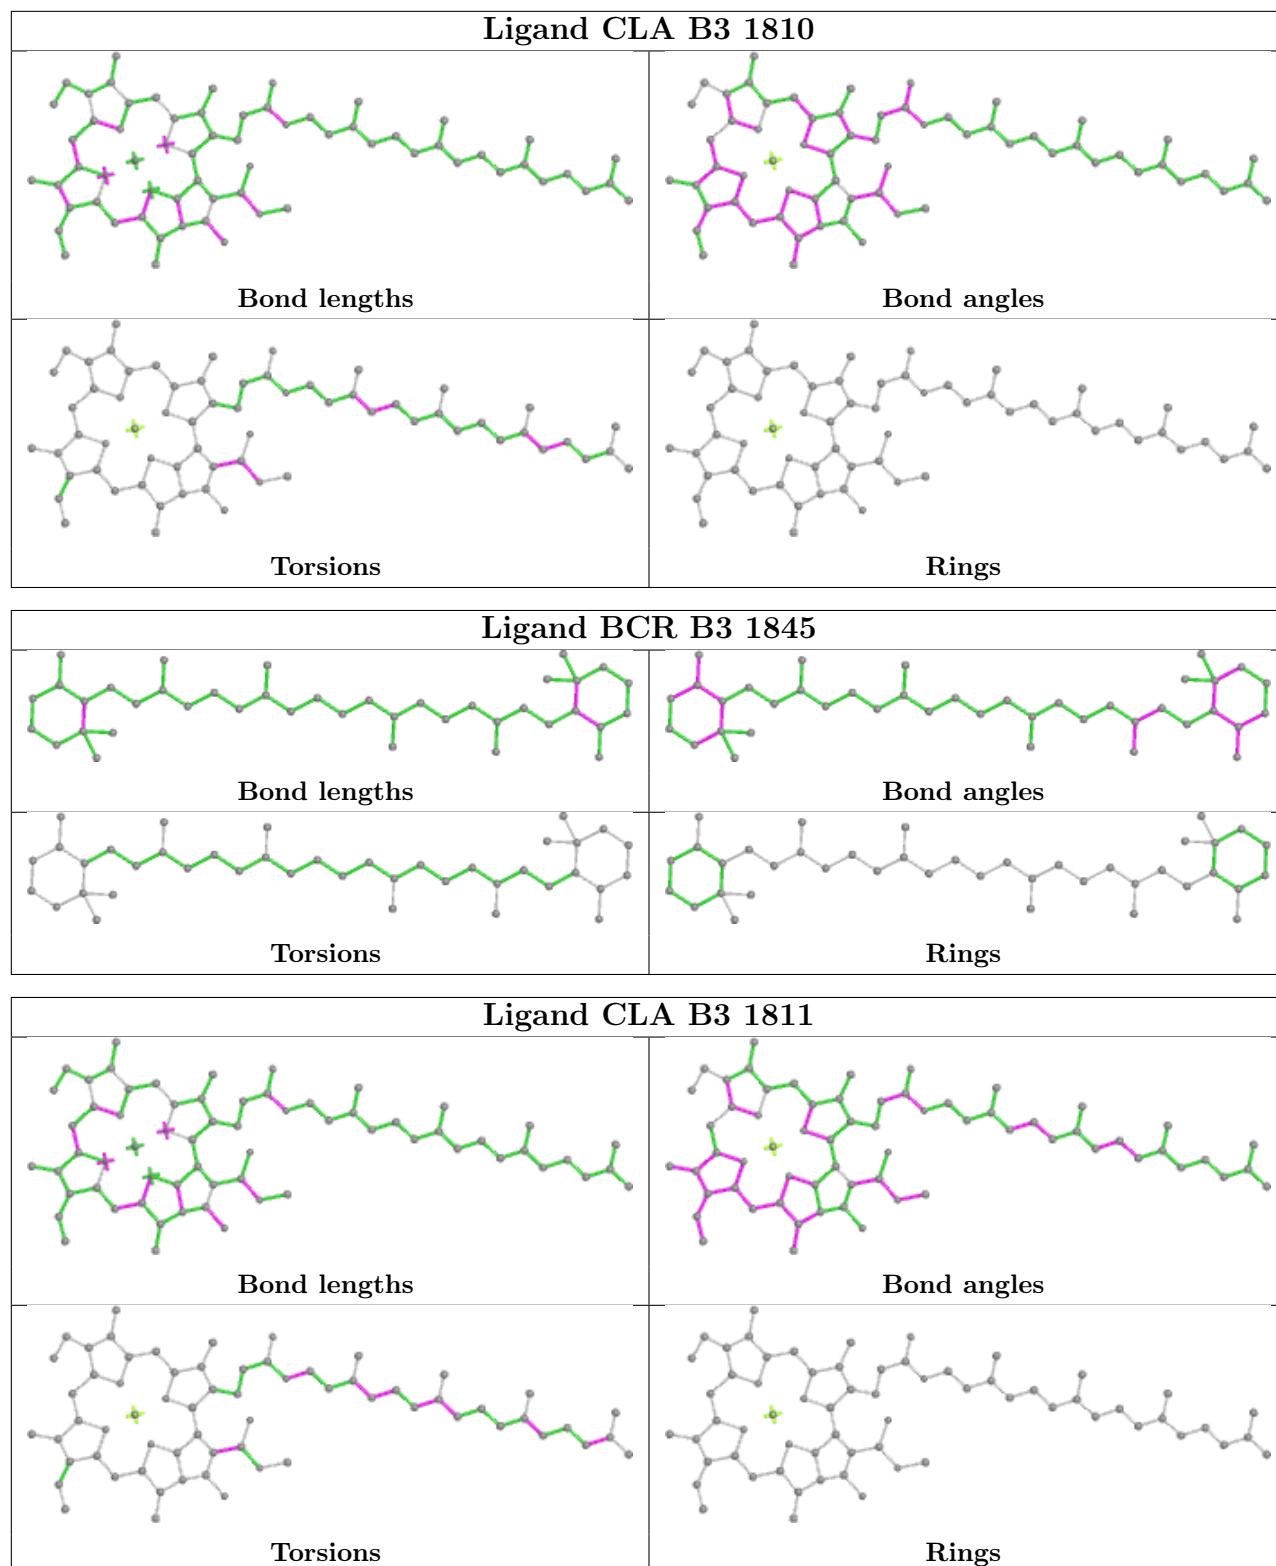 Ligand CLA B3 1810
Bond lengths
Bond angles
Torsions
Rings
Ligand BCR B3 1845
Bond lengths
Bond angles
Torsions
Rings
Ligand CLA B3 1811
Bond lengths
Bond angles
Torsions
Rings